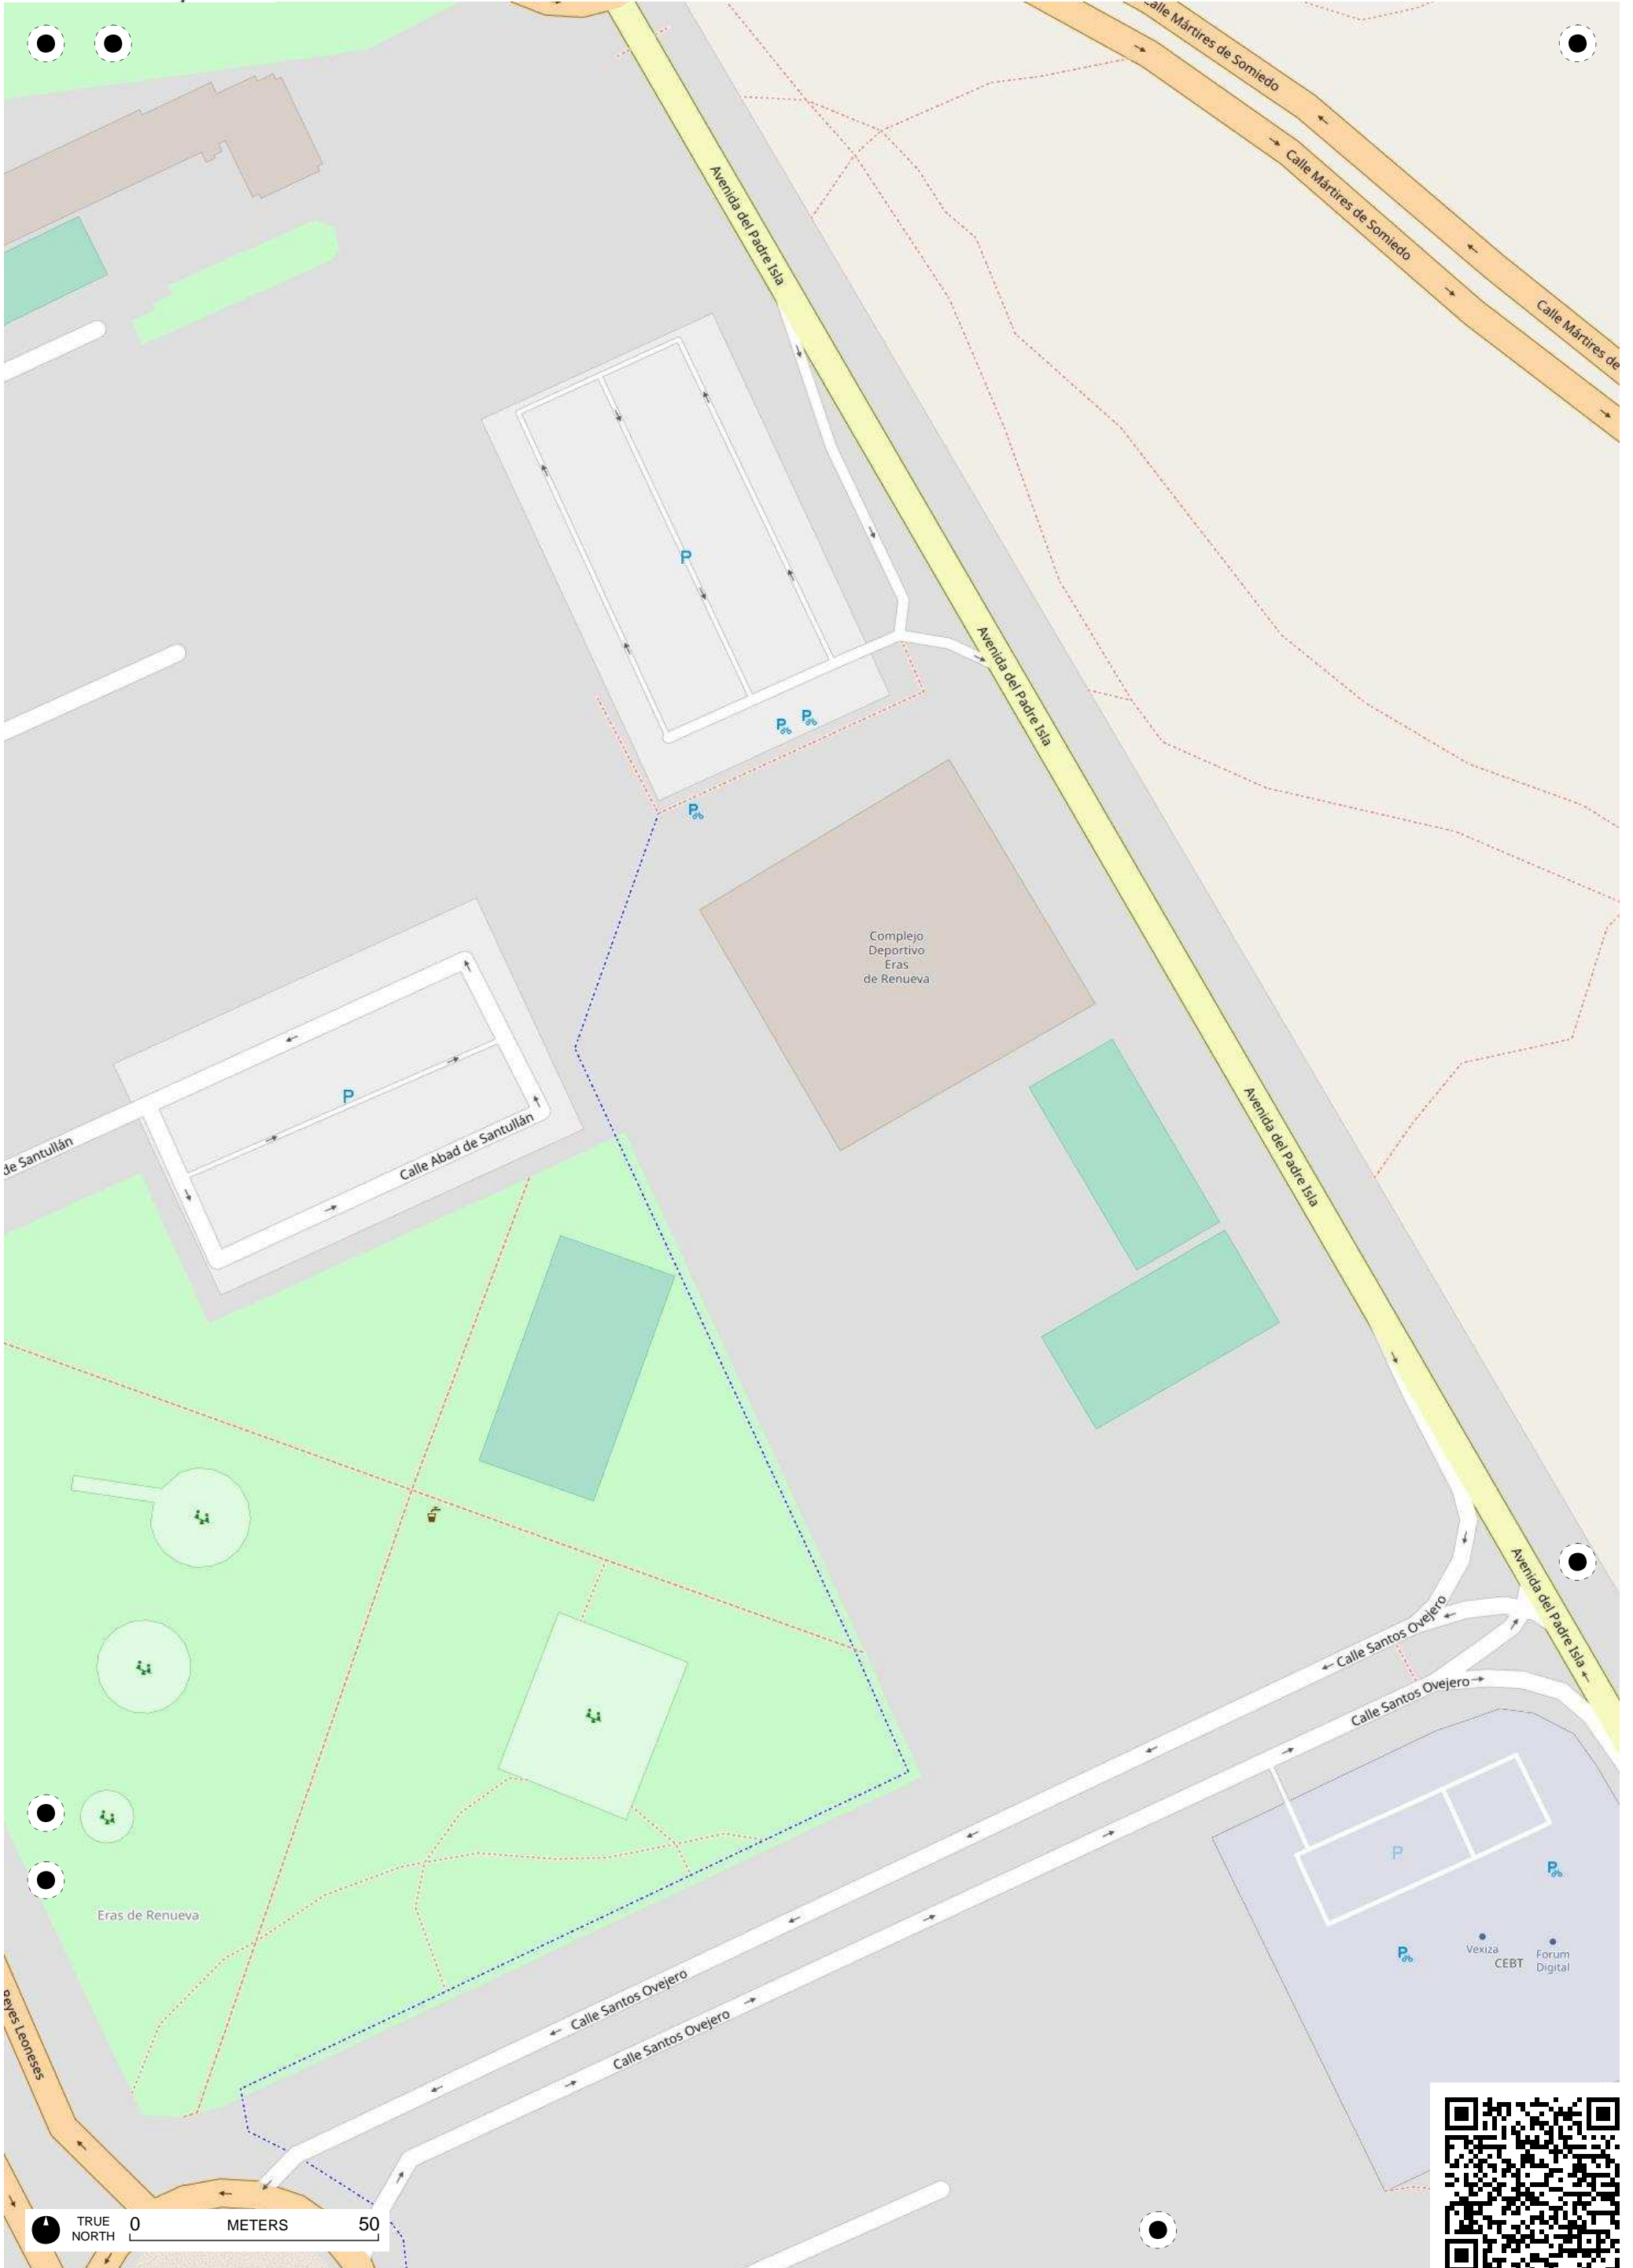 Calle Mártires de Somiedo
Calle Mártires de Somiedo
Calle Mártires de
Avenida del Padre Isla
P
Avenida del Padre Isla
P
P
P
Complejo
Deportivo
Eras
de Renueva
P
de Santullán
Calle Abad de Santullán
Avenida del Padre Isla
Avenida del Padre Isla
Calle Santos Ovejero
Calle Santos Ovejero
P
P
Eras de Renueva
P
Vexiza
CEBT
Forum
Digital
Reyes Leoneses
Calle Santos Ovejero
Calle Santos Ovejero
TRUE
NORTH
0 METERS 50